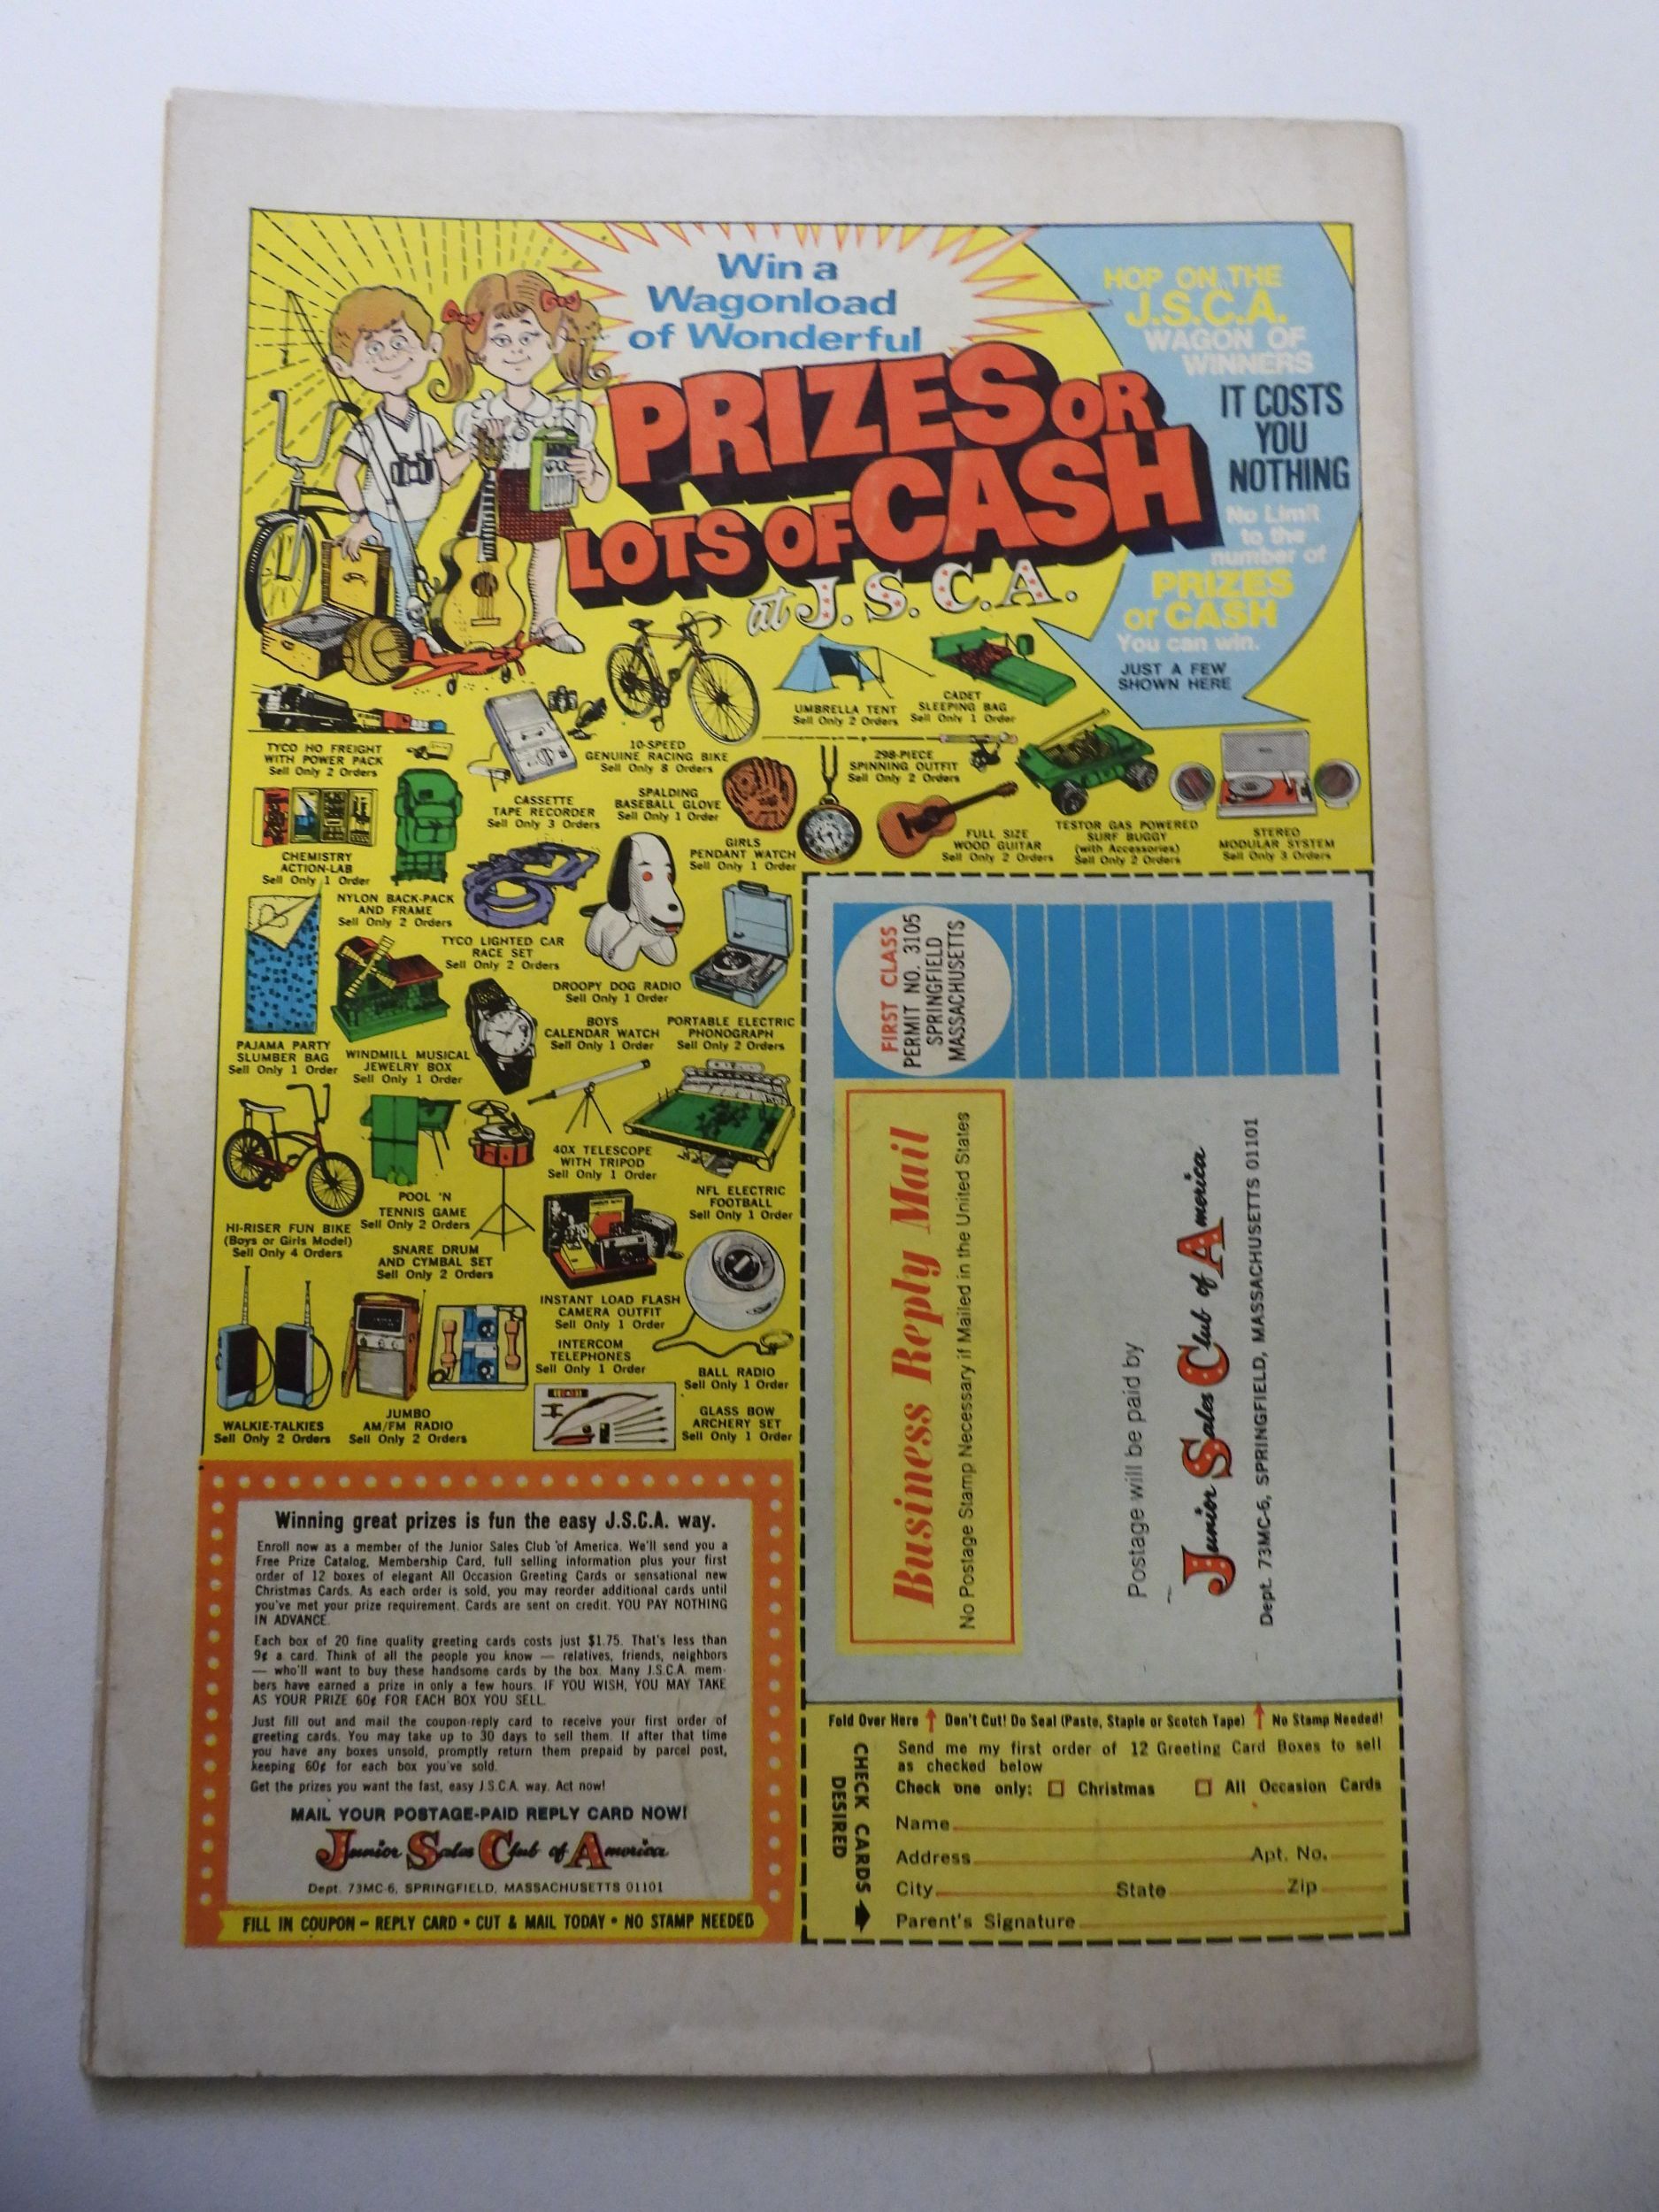 Win a
Wagonload
of Wonderful
PRIZES OR
LOTS OF CASH
at J.S.C.A.
HOP ON THE
J.S.C.A.
WAGON OF
WINNERS
IT COSTS
YOU
NOTHING
No Limit
to the
number of
PRIZES
or CASH
You can win.
JUST A FEW
SHOWN HERE
UMBRELLA TENT
Sell Only 2 Orders
CADET
SLEEPING BAG
Sell Only 1 Order
TYCO HO FREIGHT
WITH POWER PACK
Sell Only 2 Orders
10-SPEED
GENUINE RACING BIKE
Sell Only 8 Orders
298-PIECE
SPINNING OUTFIT
Sell Only 2 Orders
CASSETTE
TAPE RECORDER
Sell Only 3 Orders
SPALDING
BASEBALL GLOVE
Sell Only 1 Order
GIRLS
PENDANT WATCH
Sell Only 1 Order
FULL SIZE
WOOD GUITAR
Sell Only 2 Orders
TESTOR GAS POWERED
SURF BUGGY
(with Accessories)
Sell Only 2 Orders
STEREO
MODULAR SYSTEM
Sell Only 3 Orders
CHEMISTRY
ACTION-LAB
Sell Only 1 Order
NYLON BACK-PACK
AND FRAME
Sell Only 2 Orders
TYCO LIGHTED CAR
RACE SET
Sell Only 2 Orders
DROOPY DOG RADIO
Sell Only 1 Order
PAJAMA PARTY
SLUMBER BAG
Sell Only 1 Order
WINDMILL MUSICAL
JEWELRY BOX
Sell Only 1 Order
BOYS
CALENDAR WATCH
Sell Only 1 Order
PORTABLE ELECTRIC
PHONOGRAPH
Sell Only 2 Orders
40X TELESCOPE
WITH TRIPOD
Sell Only 1 Order
NFL ELECTRIC
FOOTBALL
Sell Only 1 Order
POOL 'N
TENNIS GAME
Sell Only 2 Orders
HI-RISER FUN BIKE
(Boys or Girls Model)
Sell Only 4 Orders
SNARE DRUM
AND CYMBAL SET
Sell Only 2 Orders
INSTANT LOAD FLASH
CAMERA OUTFIT
Sell Only 1 Order
INTERCOM
TELEPHONES
Sell Only 1 Order
BALL RADIO
Sell Only 1 Order
WALKIE-TALKIES
Sell Only 2 Orders
JUMBO
AM/FM RADIO
Sell Only 2 Orders
GLASS BOW
ARCHERY SET
Sell Only 1 Order
Winning great prizes is fun the easy J.S.C.A. way.
Enroll now as a member of the Junior Sales Club of America. We'll send you a
Free Prize Catalog, Membership Card, full selling information plus your first
order of 12 boxes of elegant All Occasion Greeting Cards or sensational new
Christmas Cards. As each order is sold, you may reorder additional cards until
you've met your prize requirement. Cards are sent on credit. YOU PAY NOTHING
IN ADVANCE.
Each box of 20 fine quality greeting cards costs just $1.75. That's less than
9¢ a card. Think of all the people you know — relatives, friends, neighbors
— who'll want to buy these handsome cards by the box. Many J.S.C.A. mem-
bers have earned a prize in only a few hours. IF YOU WISH, YOU MAY TAKE
AS YOUR PRIZE 60¢ FOR EACH BOX YOU SELL.
Just fill out and mail the coupon-reply card to receive your first order of
greeting cards. You may take up to 30 days to sell them. If after that time
you have any boxes unsold, promptly return them prepaid by parcel post,
keeping 60¢ for each box you've sold.
Get the prizes you want the fast, easy J.S.C.A. way. Act now!
MAIL YOUR POSTAGE-PAID REPLY CARD NOW!
Junior Sales Club of America
Dept. 73MC-6, SPRINGFIELD, MASSACHUSETTS 01101
FILL IN COUPON – REPLY CARD • CUT & MAIL TODAY • NO STAMP NEEDED
FIRST CLASS
PERMIT NO. 3105
SPRINGFIELD
MASSACHUSETTS
Business Reply Mail
No Postage Stamp Necessary if Mailed in the United States
Postage will be paid by
Junior Sales Club of America
Dept. 73MC-6, SPRINGFIELD, MASSACHUSETTS 01101
Fold Over Here ↑ Don't Cut! Do Seal (Paste, Staple or Scotch Tape) ↑ No Stamp Needed!
CHECK CARDS
DESIRED
Send me my first order of 12 Greeting Card Boxes to sell
as checked below
Check one only: □ Christmas □ All Occasion Cards
Name
Address Apt. No.
City State Zip
Parent's Signature